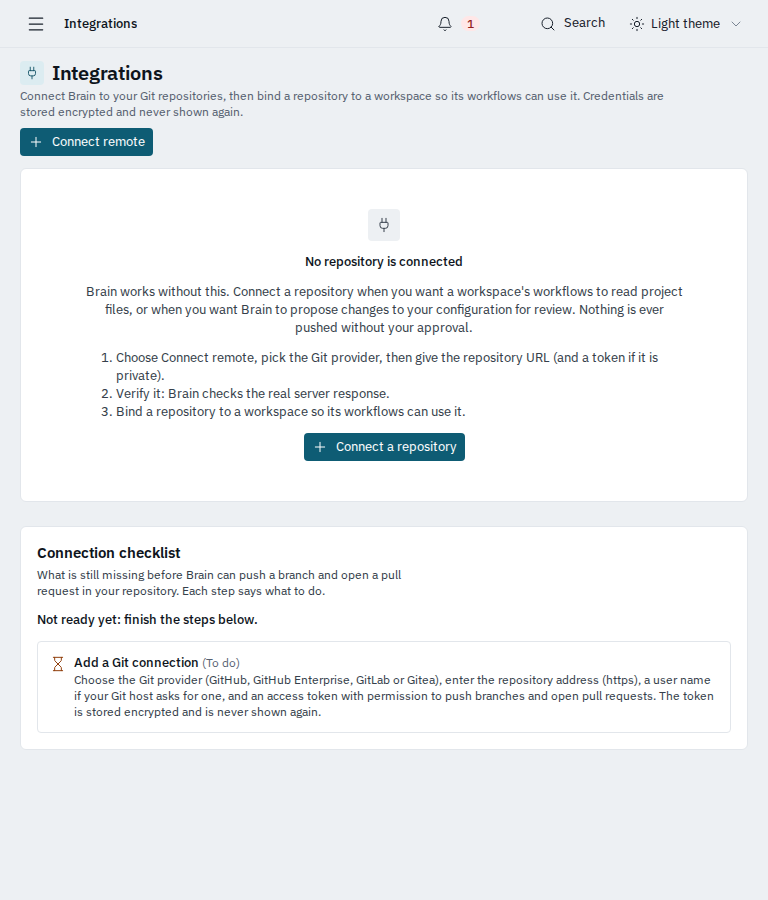 Integrations
1
Search
Light theme
Integrations
Connect Brain to your Git repositories, then bind a repository to a workspace so its workflows can use it. Credentials are
stored encrypted and never shown again.
Connect remote
No repository is connected
Brain works without this. Connect a repository when you want a workspace's workflows to read project
files, or when you want Brain to propose changes to your configuration for review. Nothing is ever
pushed without your approval.
1. Choose Connect remote, pick the Git provider, then give the repository URL (and a token if it is
private).
2. Verify it: Brain checks the real server response.
3. Bind a repository to a workspace so its workflows can use it.
Connect a repository
Connection checklist
What is still missing before Brain can push a branch and open a pull
request in your repository. Each step says what to do.
Not ready yet: finish the steps below.
Add a Git connection (To do)
Choose the Git provider (GitHub, GitHub Enterprise, GitLab or Gitea), enter the repository address (https), a user name
if your Git host asks for one, and an access token with permission to push branches and open pull requests. The token
is stored encrypted and is never shown again.